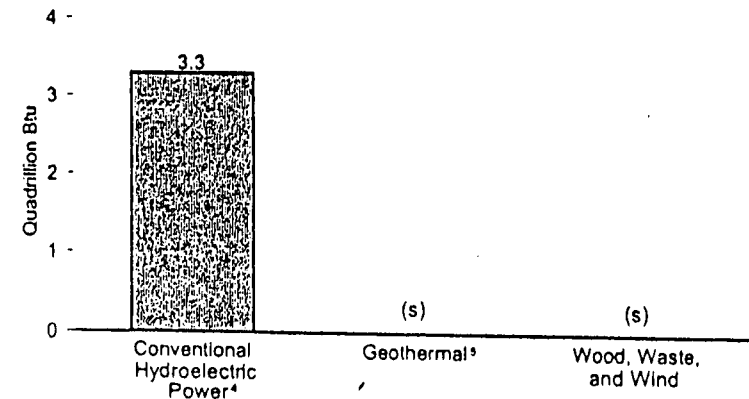 4
3.3
3
Quadrillion Btu
2
1
0
(s)
(s)
Conventional
Hydroelectric
Power⁴
Geothermal⁵
Wood, Waste,
and Wind